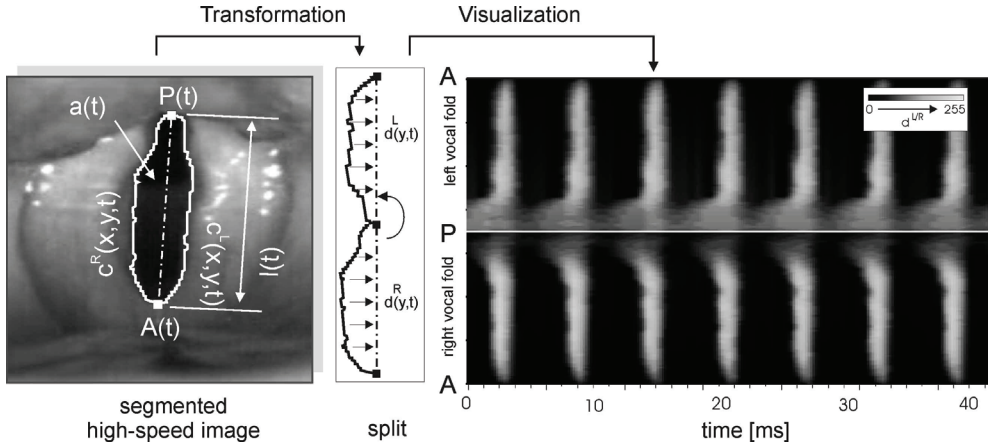 Transformation
Visualization
P(t)
a(t)
c^R(x,y,t)
c^L(x,y,t)
l(t)
A(t)
segmented
high-speed image
L
d(y,t)
R
d(y,t)
split
A
left vocal fold
P
right vocal fold
A
0 255
d^L/R
0 10 15 20 30 40
time [ms]